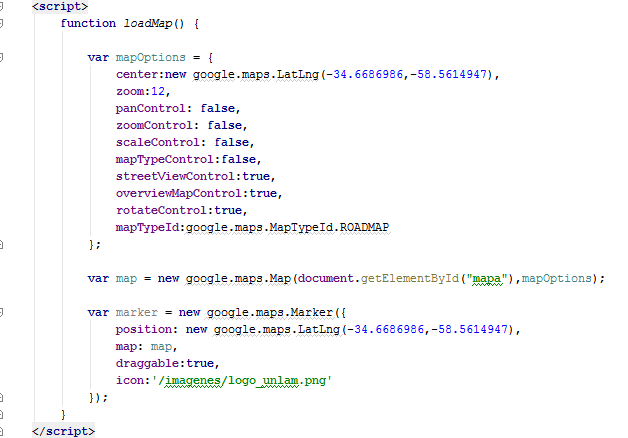 <script>
function loadMap() {
var mapOptions = {
center:new google.maps.LatLng(-34.6686986,-58.5614947),
zoom:12,
panControl: false,
zoomControl: false,
scaleControl: false,
mapTypeControl:false,
streetViewControl:true,
overviewMapControl:true,
rotateControl:true,
mapTypeId:google.maps.MapTypeId.ROADMAP
};
var map = new google.maps.Map(document.getElementById("mapa"),mapOptions);
var marker = new google.maps.Marker({
position: new google.maps.LatLng(-34.6686986,-58.5614947),
map: map,
draggable:true,
icon:'/imagenes/logo_unlam.png'
});
}
</script>